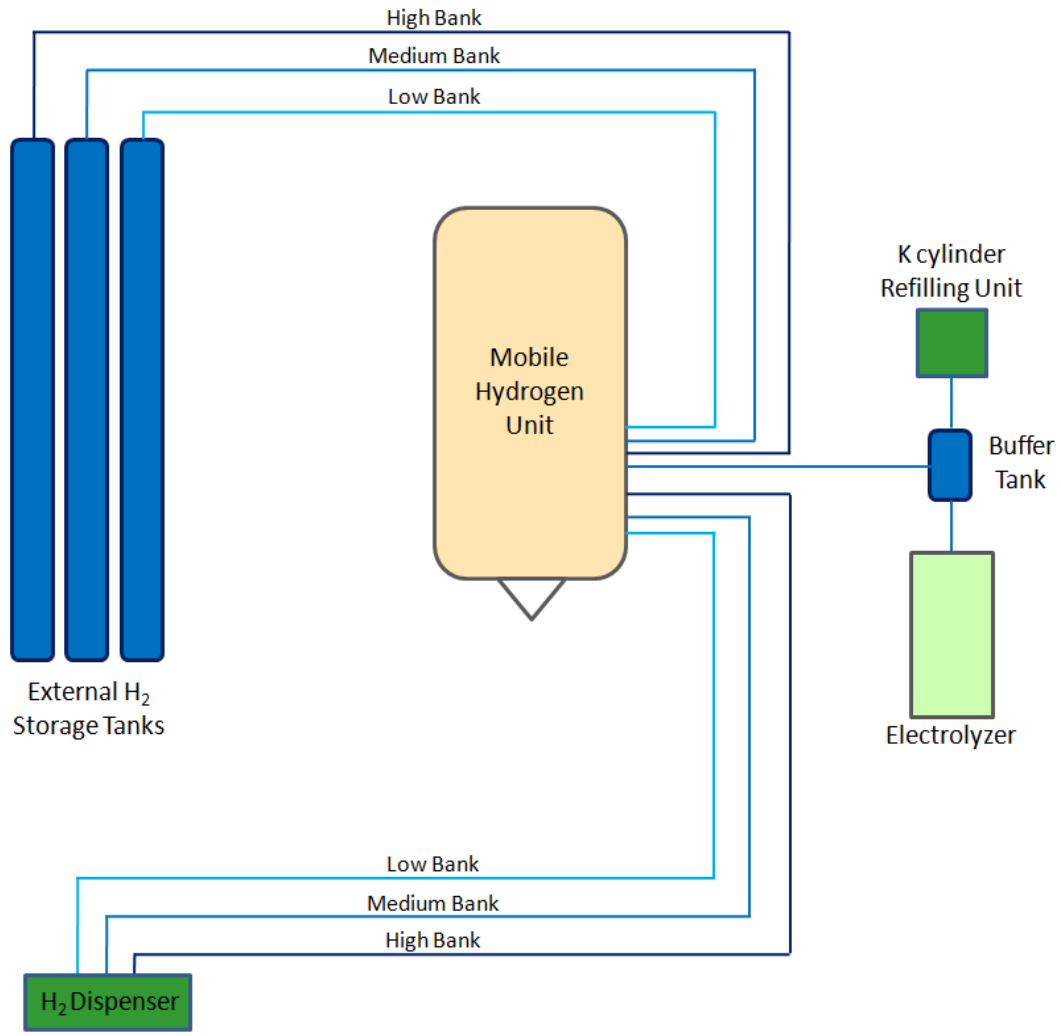 High Bank
Medium Bank
Low Bank
K cylinder
Refilling Unit
Mobile
Hydrogen
Unit
Buffer
Tank
External H₂
Storage Tanks
Electrolyzer
Low Bank
Medium Bank
High Bank
H₂ Dispenser